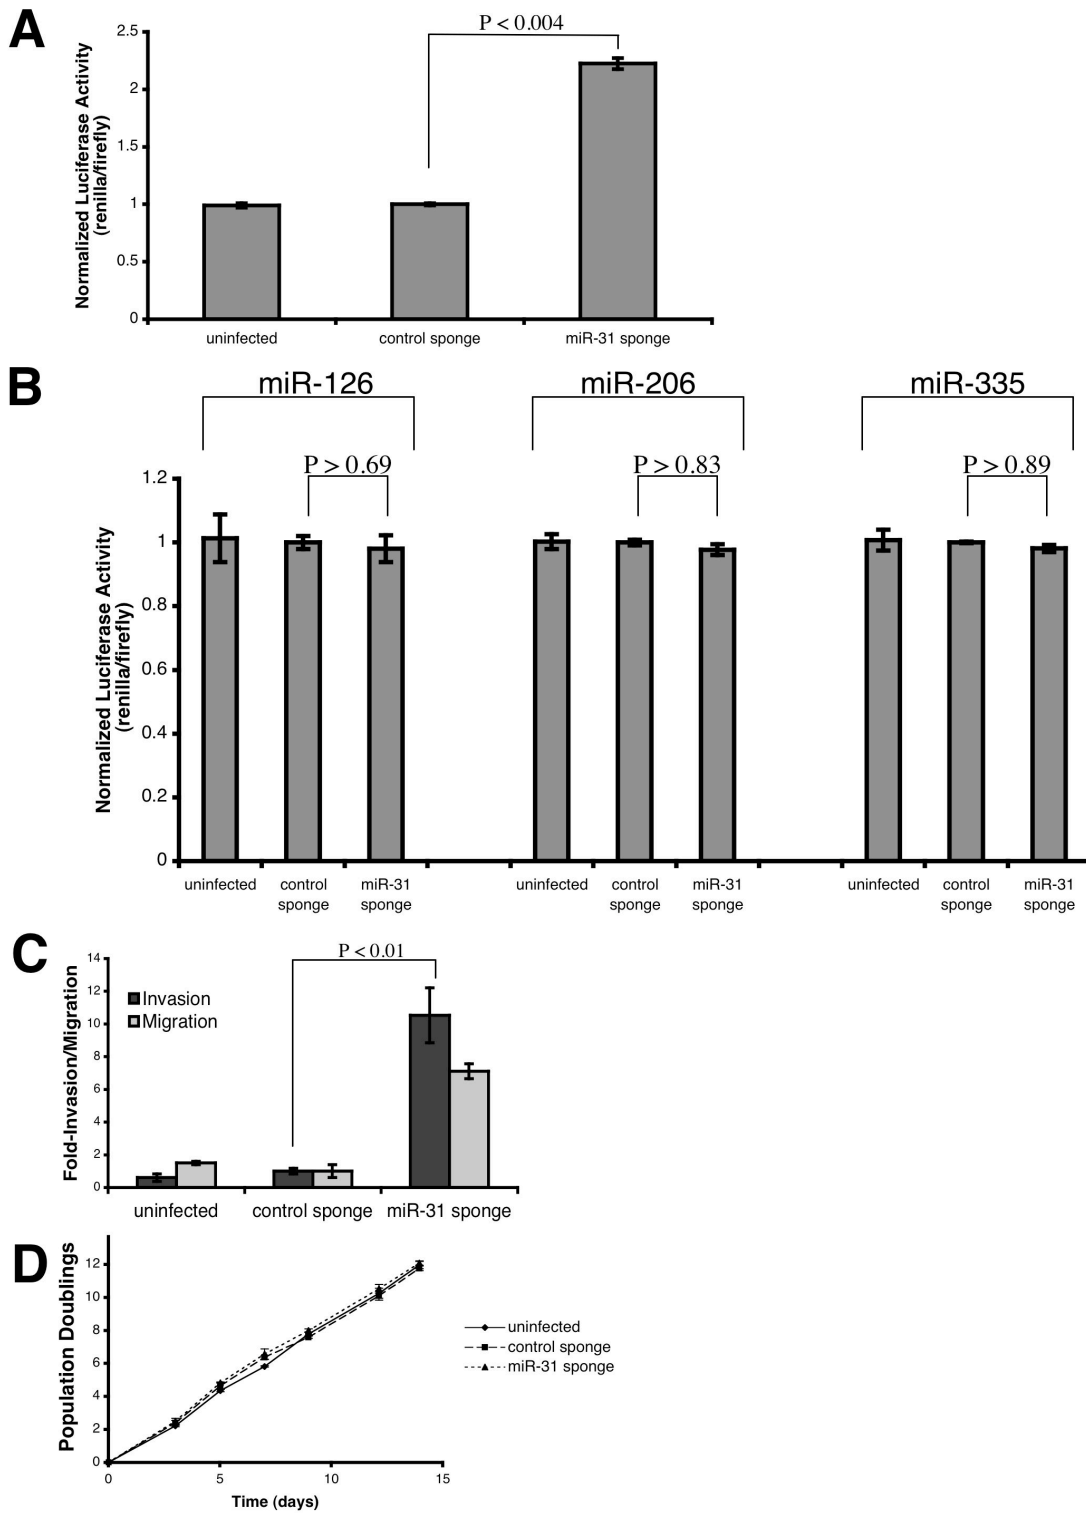 A
P < 0.004
Normalized Luciferase Activity
(renilla/firefly)
2.5
2
1.5
1
0.5
0
uninfected control sponge miR-31 sponge
B
miR-126 miR-206 miR-335
P > 0.69 P > 0.83 P > 0.89
Normalized Luciferase Activity
(renilla/firefly)
1.2
1
0.8
0.6
0.4
0.2
0
uninfected control miR-31 uninfected control miR-31 uninfected control miR-31
sponge sponge sponge sponge sponge sponge
C
P < 0.01
Fold-Invasion/Migration
14
12
10
8
6
4
2
0
Invasion
Migration
uninfected control sponge miR-31 sponge
D
Population Doublings
12
10
8
6
4
2
0
0 5 10 15
Time (days)
uninfected
control sponge
miR-31 sponge